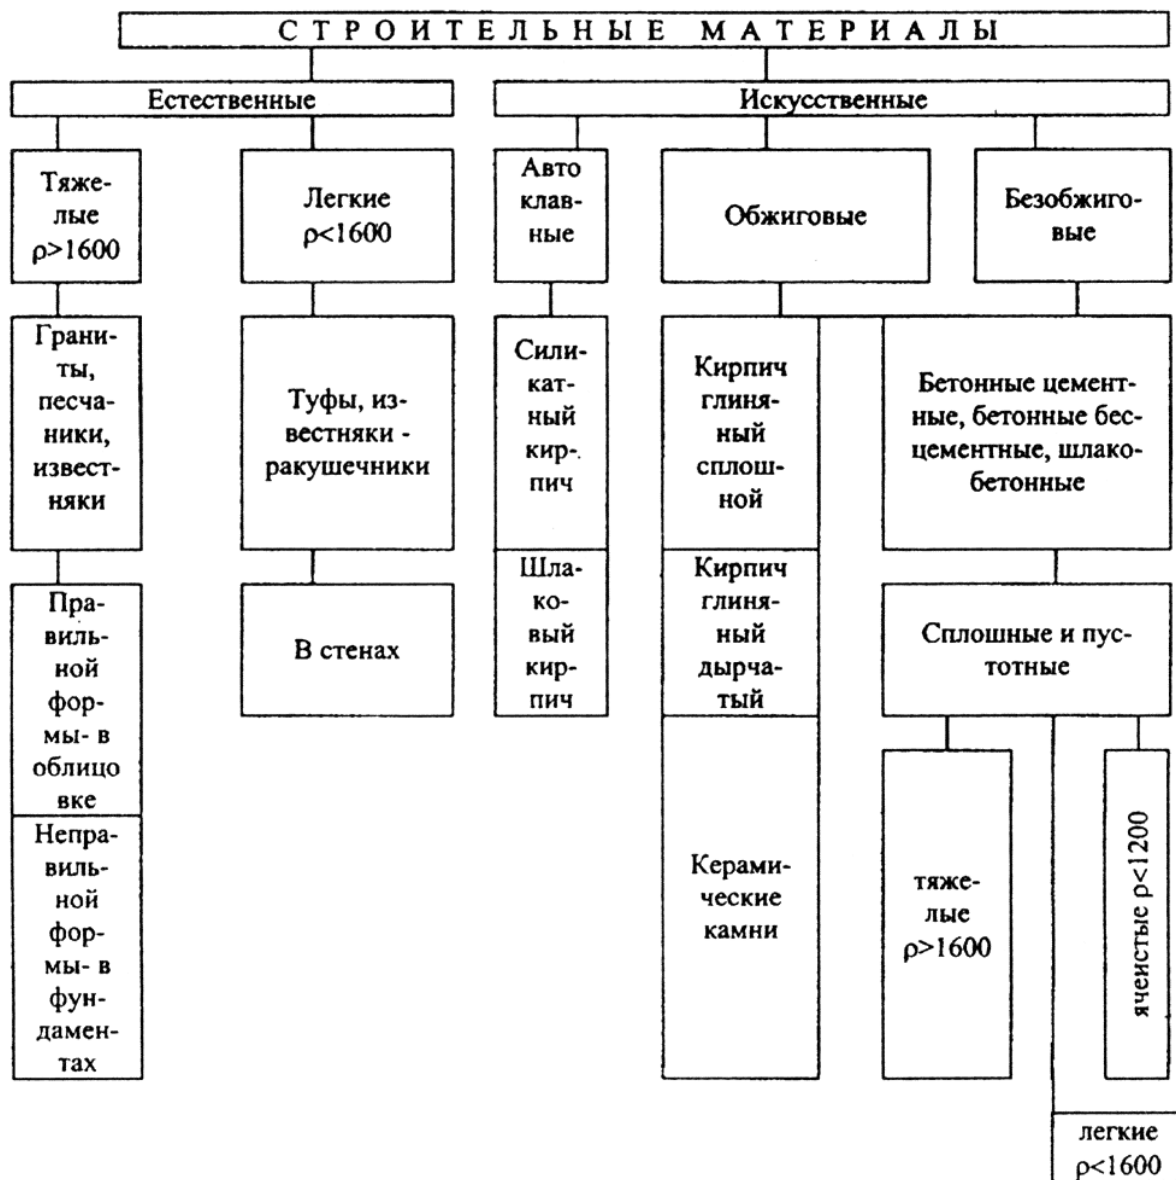 СТРОИТЕЛЬНЫЕ МАТЕРИАЛЫ
Естественные
Искусственные
Тяже-
лые
ρ>1600
Легкие
ρ<1600
Авто
клав-
ные
Обжиговые
Безобжиго-
вые
Грани-
ты,
песча-
ники,
извест-
няки
Туфы, из-
вестняки -
ракушечники
Сили-
кат-
ный
кир-
пич
Кирпич
глиня-
ный
сплош-
ной
Бетонные цемент-
ные, бетонные бес-
цементные, шлако-
бетонные
Пра-
виль-
ной
фор-
мы- в
облицо
вке
В стенах
Шла-
ко-
вый
кир-
пич
Кирпич
глиня-
ный
дырча-
тый
Сплошные и пус-
тотные
Непра-
виль-
ной
фор-
мы- в
фун-
дамен-
тах
Керами-
ческие
камни
тяже-
лые
ρ>1600
ячеистые ρ<1200
легкие
ρ<1600